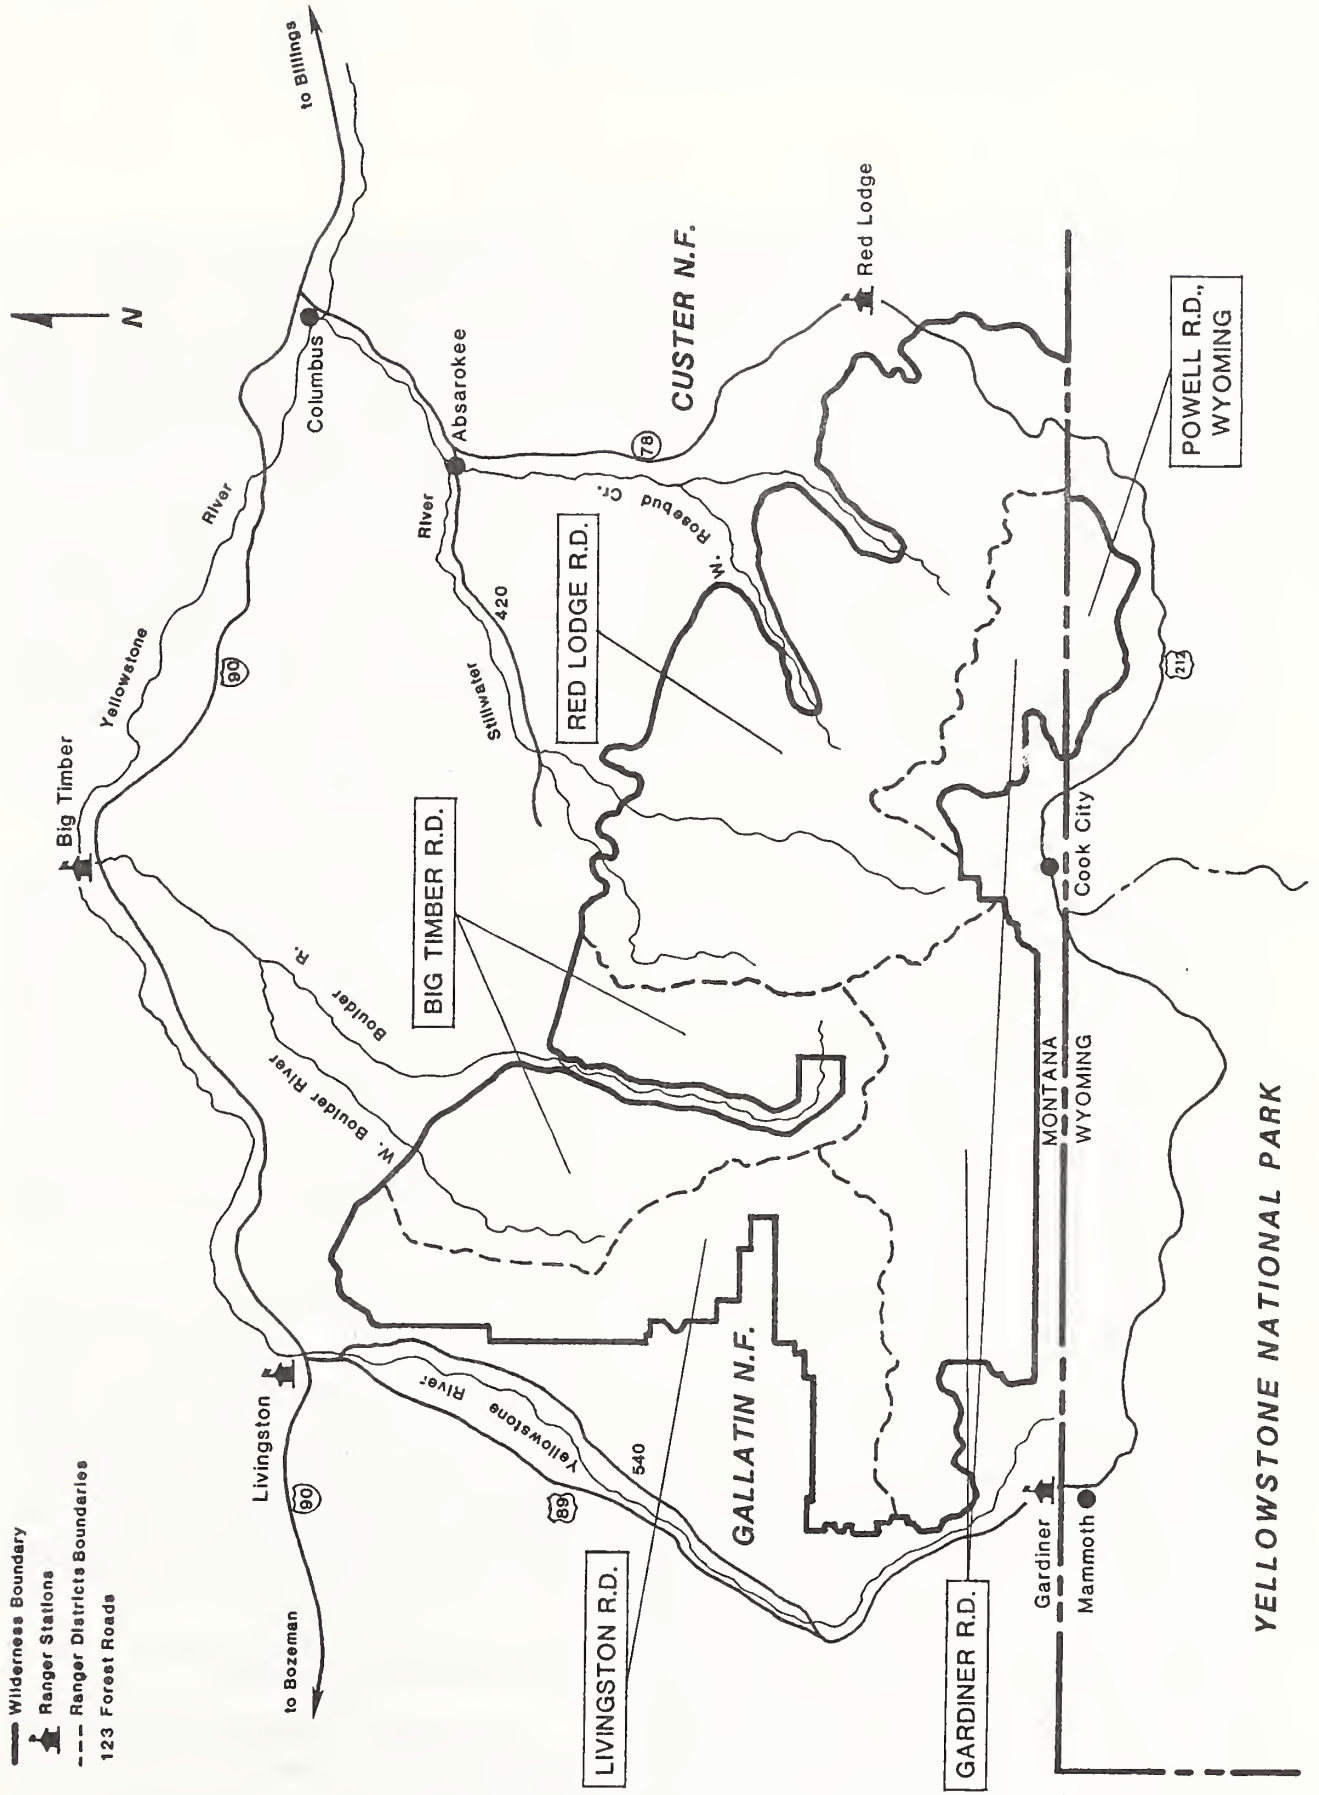 Wilderness Boundary
Ranger Stations
Ranger Districts Boundaries
123 Forest Roads
N
to Billings
to Bozeman
Big Timber
Yellowstone
River
90
Columbus
Livingston
90
Absarokee
River
Stillwater
420
78
W. Rosebud Cr.
CUSTER N.F.
Red Lodge
RED LODGE R.D.
BIG TIMBER R.D.
Boulder R.
W. Boulder River
Yellowstone River
89
540
GALLATIN N.F.
LIVINGSTON R.D.
GARDINER R.D.
POWELL R.D.,
WYOMING
212
Cook City
MONTANA
WYOMING
Gardiner
Mammoth
YELLOWSTONE NATIONAL PARK